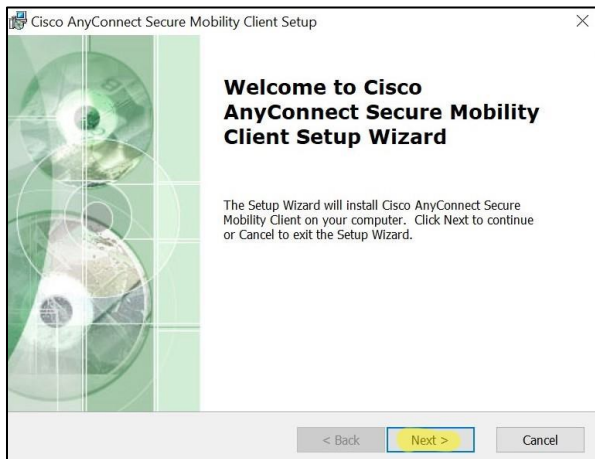 Cisco AnyConnect Secure Mobility Client Setup
Welcome to Cisco
AnyConnect Secure Mobility
Client Setup Wizard
The Setup Wizard will install Cisco AnyConnect Secure
Mobility Client on your computer. Click Next to continue
or Cancel to exit the Setup Wizard.
< Back Next > Cancel